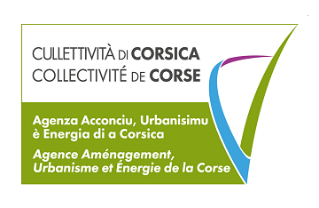 CULLETTIVITÀ DI CORSICA
COLLECTIVITÉ DE CORSE
Agenza Acconciu, Urbanisimu
è Energia di a Corsica
Agence Aménagement,
Urbanisme et Énergie de la Corse